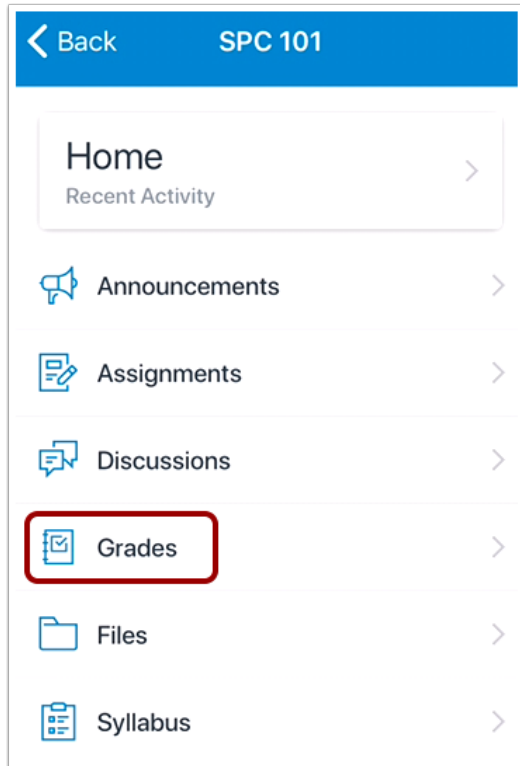 Back SPC 101
Home
Recent Activity
Announcements
Assignments
Discussions
Grades
Files
Syllabus